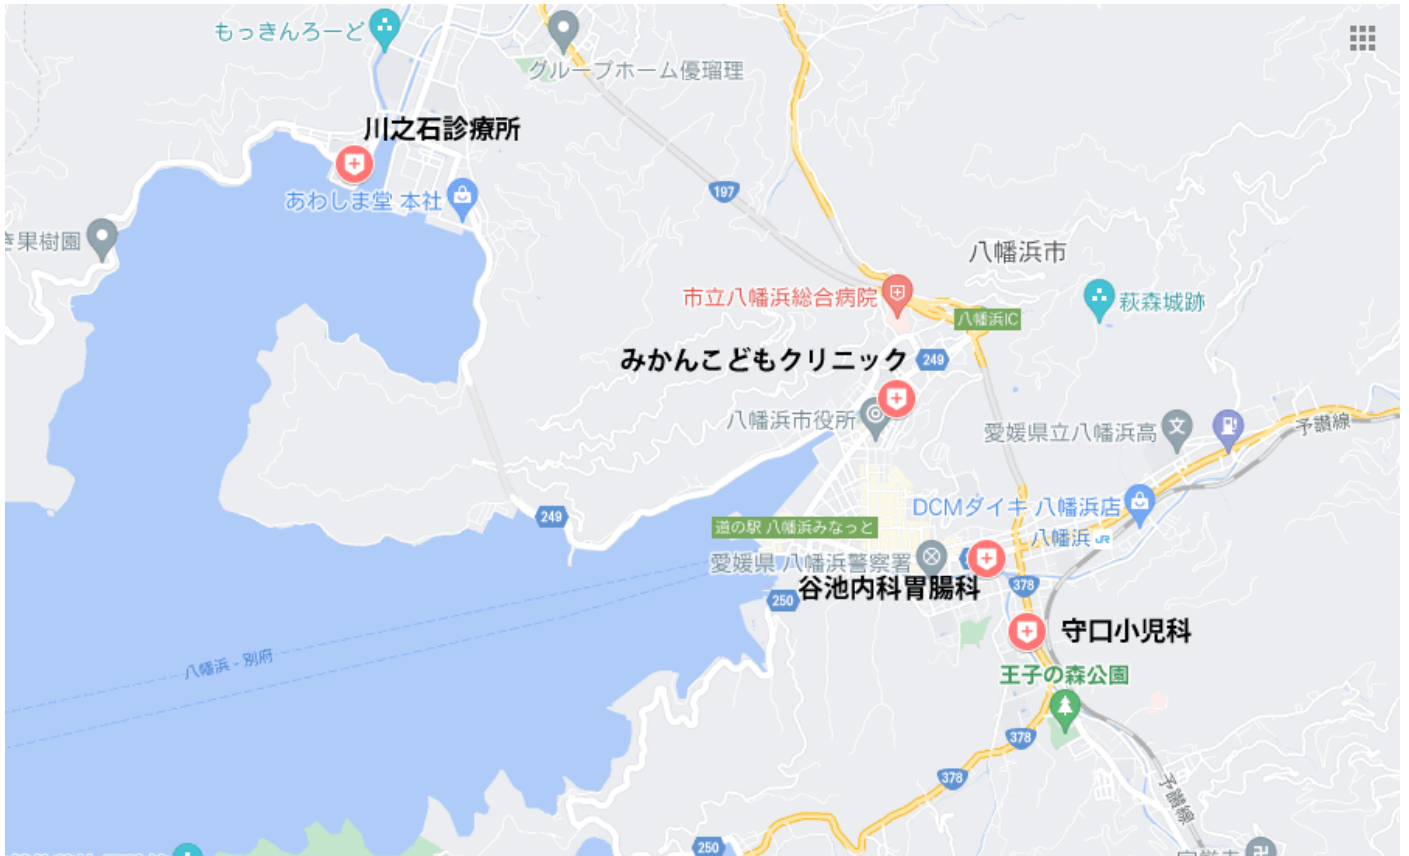 もっきんろーど
グループホーム優瑠理
川之石診療所
あわしま堂 本社
197
き果樹園
八幡浜市
市立八幡浜総合病院
萩森城跡
八幡浜IC
みかんこどもクリニック
249
八幡浜市役所
愛媛県立八幡浜高
予讃線
DCMダイキ 八幡浜店
249
道の駅 八幡浜みなっと
八幡浜 JR
愛媛県 八幡浜警察署
谷池内科胃腸科
378
250
守口小児科
八幡浜 - 別府
王子の森公園
378
378
予讃線
250